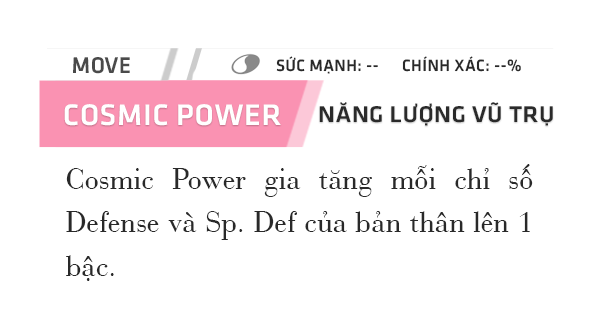 MOVE SỨC MẠNH: -- CHÍNH XÁC: --%
COSMIC POWER NĂNG LƯỢNG VŨ TRỤ
Cosmic Power gia tăng mỗi chỉ số
Defense và Sp. Def của bản thân lên 1
bậc.